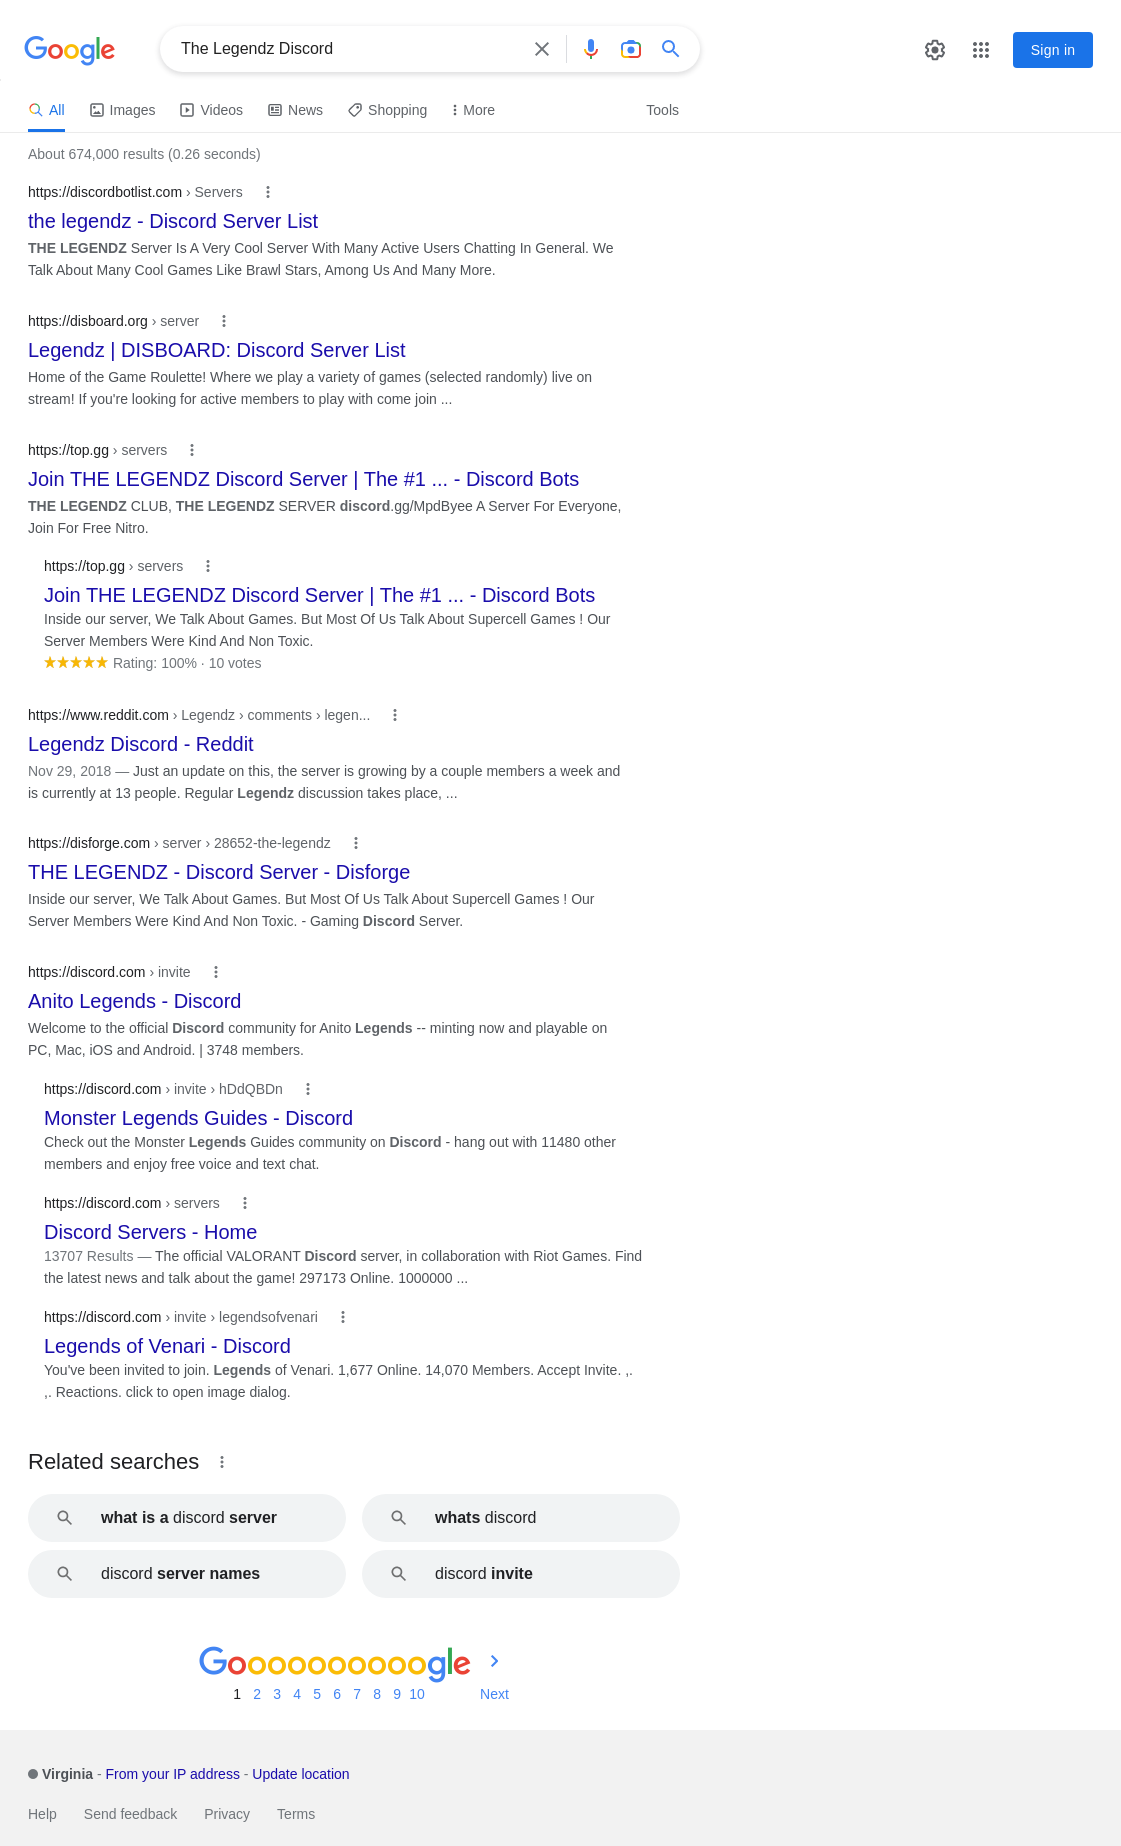 Google
The Legendz Discord
Sign in
All Images Videos News Shopping More Tools
About 674,000 results (0.26 seconds)
https://discordbotlist.com › Servers
the legendz - Discord Server List
THE LEGENDZ Server Is A Very Cool Server With Many Active Users Chatting In General. We
Talk About Many Cool Games Like Brawl Stars, Among Us And Many More.
https://disboard.org › server
Legendz | DISBOARD: Discord Server List
Home of the Game Roulette! Where we play a variety of games (selected randomly) live on
stream! If you're looking for active members to play with come join ...
https://top.gg › servers
Join THE LEGENDZ Discord Server | The #1 ... - Discord Bots
THE LEGENDZ CLUB, THE LEGENDZ SERVER discord.gg/MpdByee A Server For Everyone,
Join For Free Nitro.
https://top.gg › servers
Join THE LEGENDZ Discord Server | The #1 ... - Discord Bots
Inside our server, We Talk About Games. But Most Of Us Talk About Supercell Games ! Our
Server Members Were Kind And Non Toxic.
Rating: 100% · 10 votes
https://www.reddit.com › Legendz › comments › legen...
Legendz Discord - Reddit
Nov 29, 2018 — Just an update on this, the server is growing by a couple members a week and
is currently at 13 people. Regular Legendz discussion takes place, ...
https://disforge.com › server › 28652-the-legendz
THE LEGENDZ - Discord Server - Disforge
Inside our server, We Talk About Games. But Most Of Us Talk About Supercell Games ! Our
Server Members Were Kind And Non Toxic. - Gaming Discord Server.
https://discord.com › invite
Anito Legends - Discord
Welcome to the official Discord community for Anito Legends -- minting now and playable on
PC, Mac, iOS and Android. | 3748 members.
https://discord.com › invite › hDdQBDn
Monster Legends Guides - Discord
Check out the Monster Legends Guides community on Discord - hang out with 11480 other
members and enjoy free voice and text chat.
https://discord.com › servers
Discord Servers - Home
13707 Results — The official VALORANT Discord server, in collaboration with Riot Games. Find
the latest news and talk about the game! 297173 Online. 1000000 ...
https://discord.com › invite › legendsofvenari
Legends of Venari - Discord
You've been invited to join. Legends of Venari. 1,677 Online. 14,070 Members. Accept Invite. ,.
,. Reactions. click to open image dialog.
Related searches
what is a discord server
whats discord
discord server names
discord invite
Goooooooooogle
1 2 3 4 5 6 7 8 9 10 Next
Virginia - From your IP address - Update location
Help Send feedback Privacy Terms